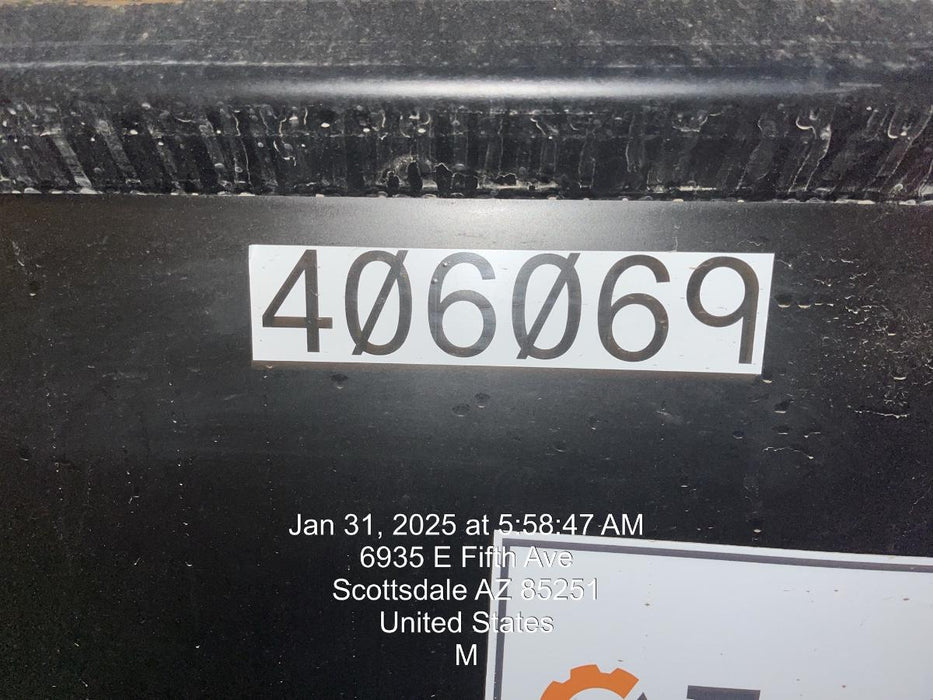 4Ø6Ø69
Jan 31, 2025 at 5:58:47 AM
6935 E Fifth Ave
Scottsdale AZ 85251
United States
M